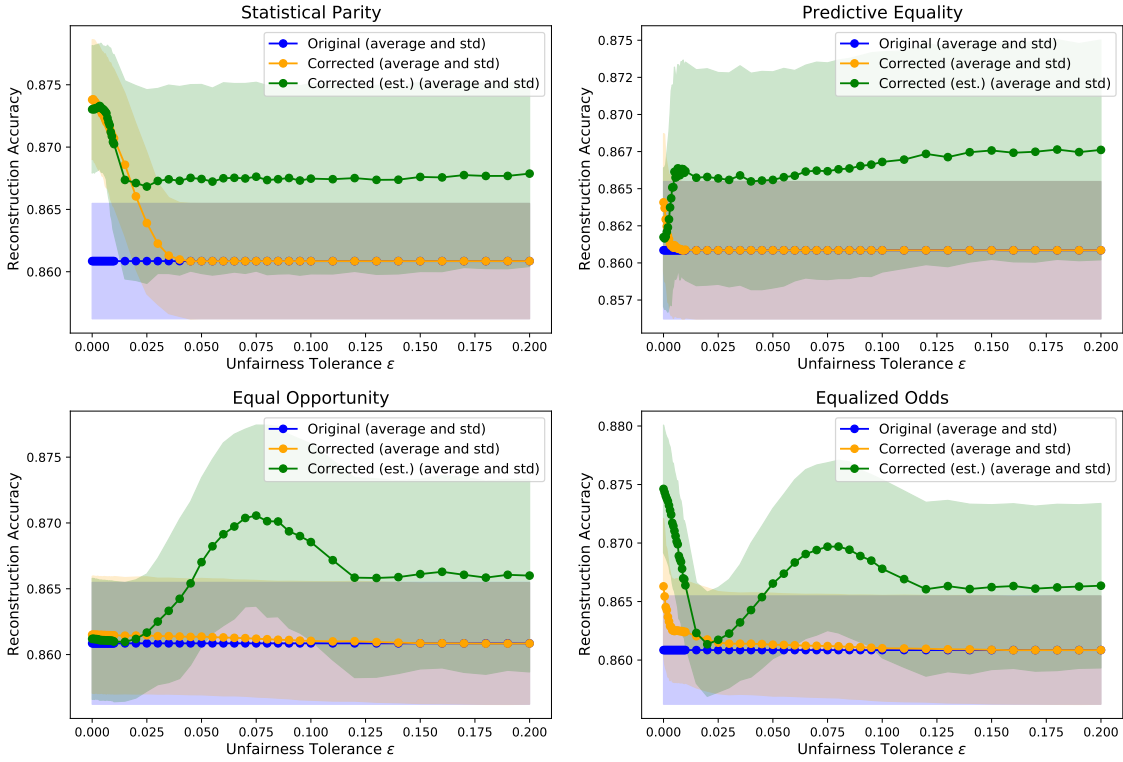 Statistical Parity
Reconstruction Accuracy
0.875
0.870
0.865
0.860
Original (average and std)
Corrected (average and std)
Corrected (est.) (average and std)
0.000 0.025 0.050 0.075 0.100 0.125 0.150 0.175 0.200
Unfairness Tolerance ε
Predictive Equality
Reconstruction Accuracy
0.875
0.872
0.870
0.867
0.865
0.862
0.860
0.857
Original (average and std)
Corrected (average and std)
Corrected (est.) (average and std)
0.000 0.025 0.050 0.075 0.100 0.125 0.150 0.175 0.200
Unfairness Tolerance ε
Equal Opportunity
Reconstruction Accuracy
0.875
0.870
0.865
0.860
Original (average and std)
Corrected (average and std)
Corrected (est.) (average and std)
0.000 0.025 0.050 0.075 0.100 0.125 0.150 0.175 0.200
Unfairness Tolerance ε
Equalized Odds
Reconstruction Accuracy
0.880
0.875
0.870
0.865
0.860
Original (average and std)
Corrected (average and std)
Corrected (est.) (average and std)
0.000 0.025 0.050 0.075 0.100 0.125 0.150 0.175 0.200
Unfairness Tolerance ε